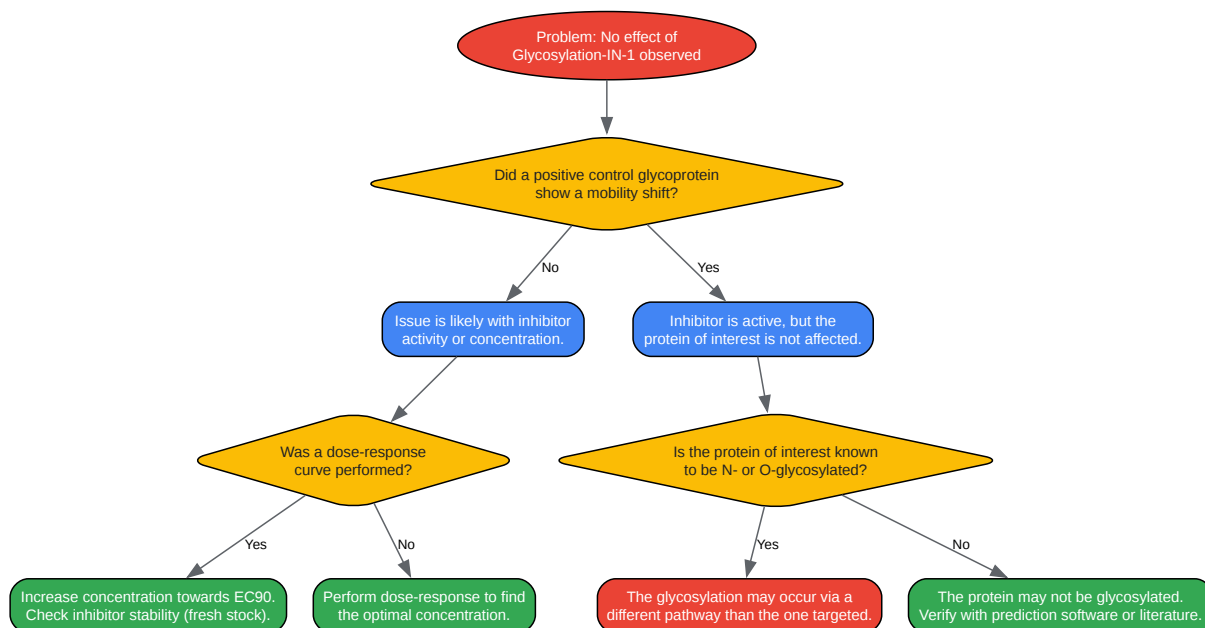 Problem: No effect of
Glycosylation-IN-1 observed
Did a positive control glycoprotein
show a mobility shift?
No
Yes
Issue is likely with inhibitor
activity or concentration.
Inhibitor is active, but the
protein of interest is not affected.
Was a dose-response
curve performed?
Is the protein of interest known
to be N- or O-glycosylated?
Yes
No
Yes
No
Increase concentration towards EC90.
Check inhibitor stability (fresh stock).
Perform dose-response to find
the optimal concentration.
The glycosylation may occur via a
different pathway than the one targeted.
The protein may not be glycosylated.
Verify with prediction software or literature.